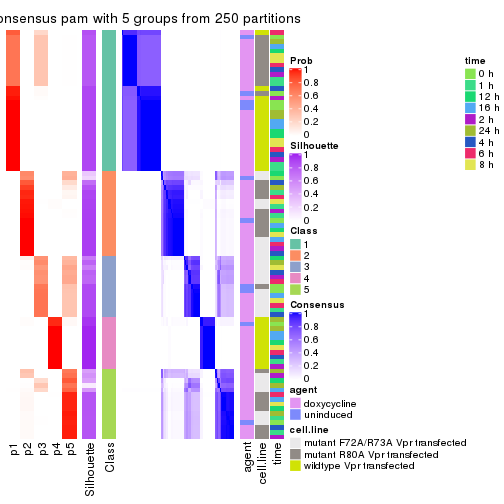 onsensus pam with 5 groups from 250 partitions
Prob
1
0.8
0.6
0.4
0.2
0
Silhouette
1
0.8
0.6
0.4
0.2
0
Class
1
2
3
4
5
Consensus
1
0.8
0.6
0.4
0.2
0
agent
doxycycline
uninduced
cell.line
mutant F72A/R73A Vpr transfected
mutant R80A Vpr transfected
wildtype Vpr transfected
time
0 h
1 h
12 h
16 h
2 h
24 h
4 h
6 h
8 h
p1
p2
p3
p4
p5
Silhouette
Class
agent
cell.line
time